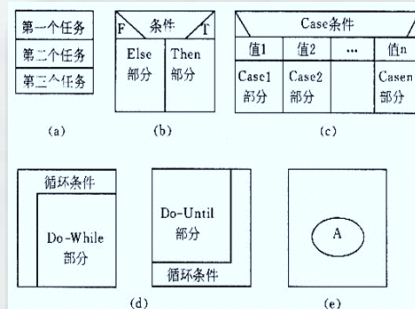 第一个任务
第二个任务
第三个任务
(a)
F 条件 T
Else 部分
Then 部分
(b)
Case条件
值1 值2 … 值n
Case1 部分
Case2 部分
Casen 部分
(c)
循环条件
Do-While 部分
Do-Until 部分
循环条件
(d)
A
(e)